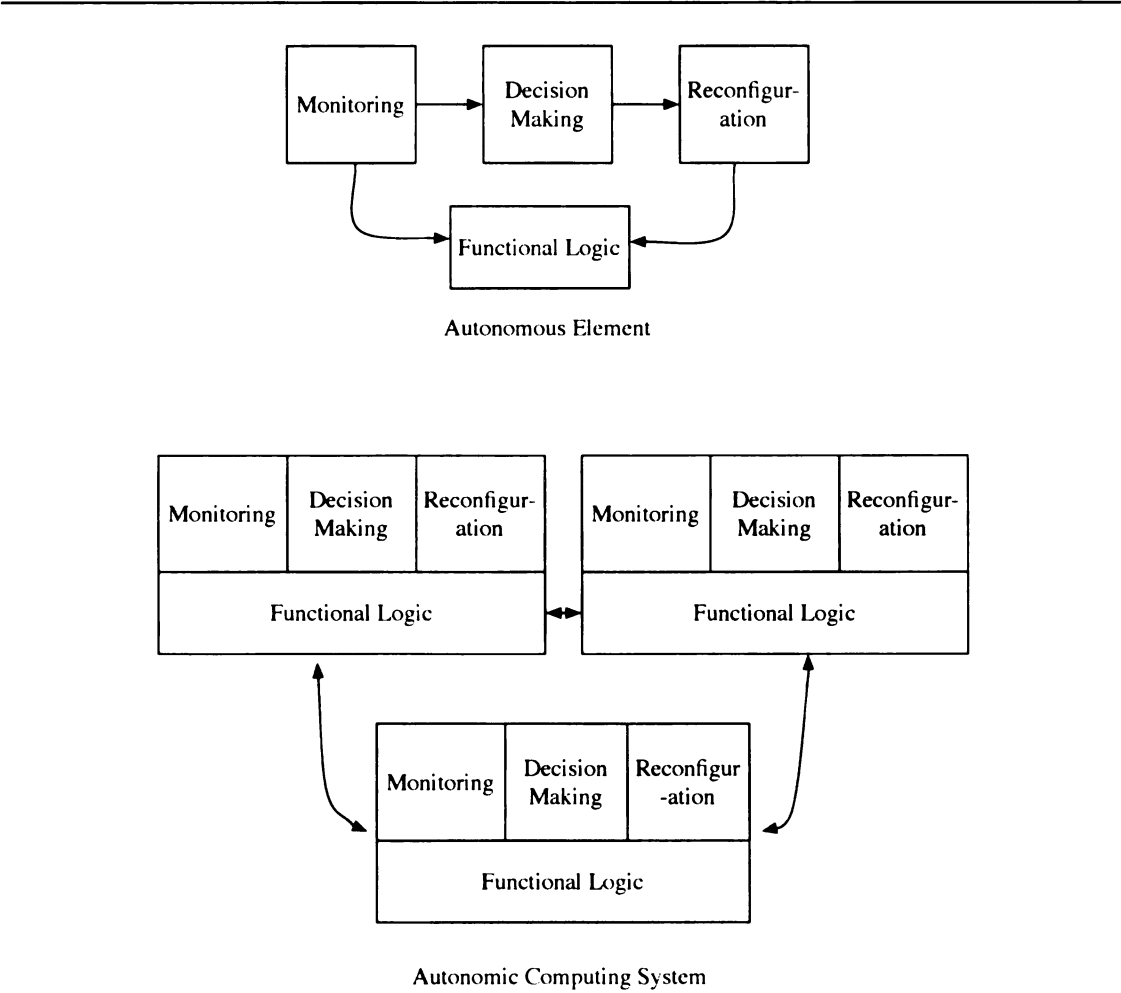 Monitoring
Decision
Making
Reconfigur-
ation
Functional Logic
Autonomous Element
Monitoring
Decision
Making
Reconfigur-
ation
Functional Logic
Monitoring
Decision
Making
Reconfigur-
ation
Functional Logic
Monitoring
Decision
Making
Reconfigur
-ation
Functional Logic
Autonomic Computing System